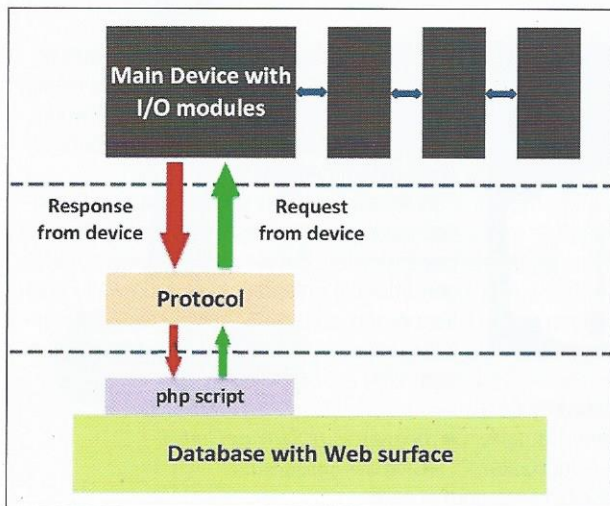 Main Device with
I/O modules
Response
from device
Request
from device
Protocol
php script
Database with Web surface